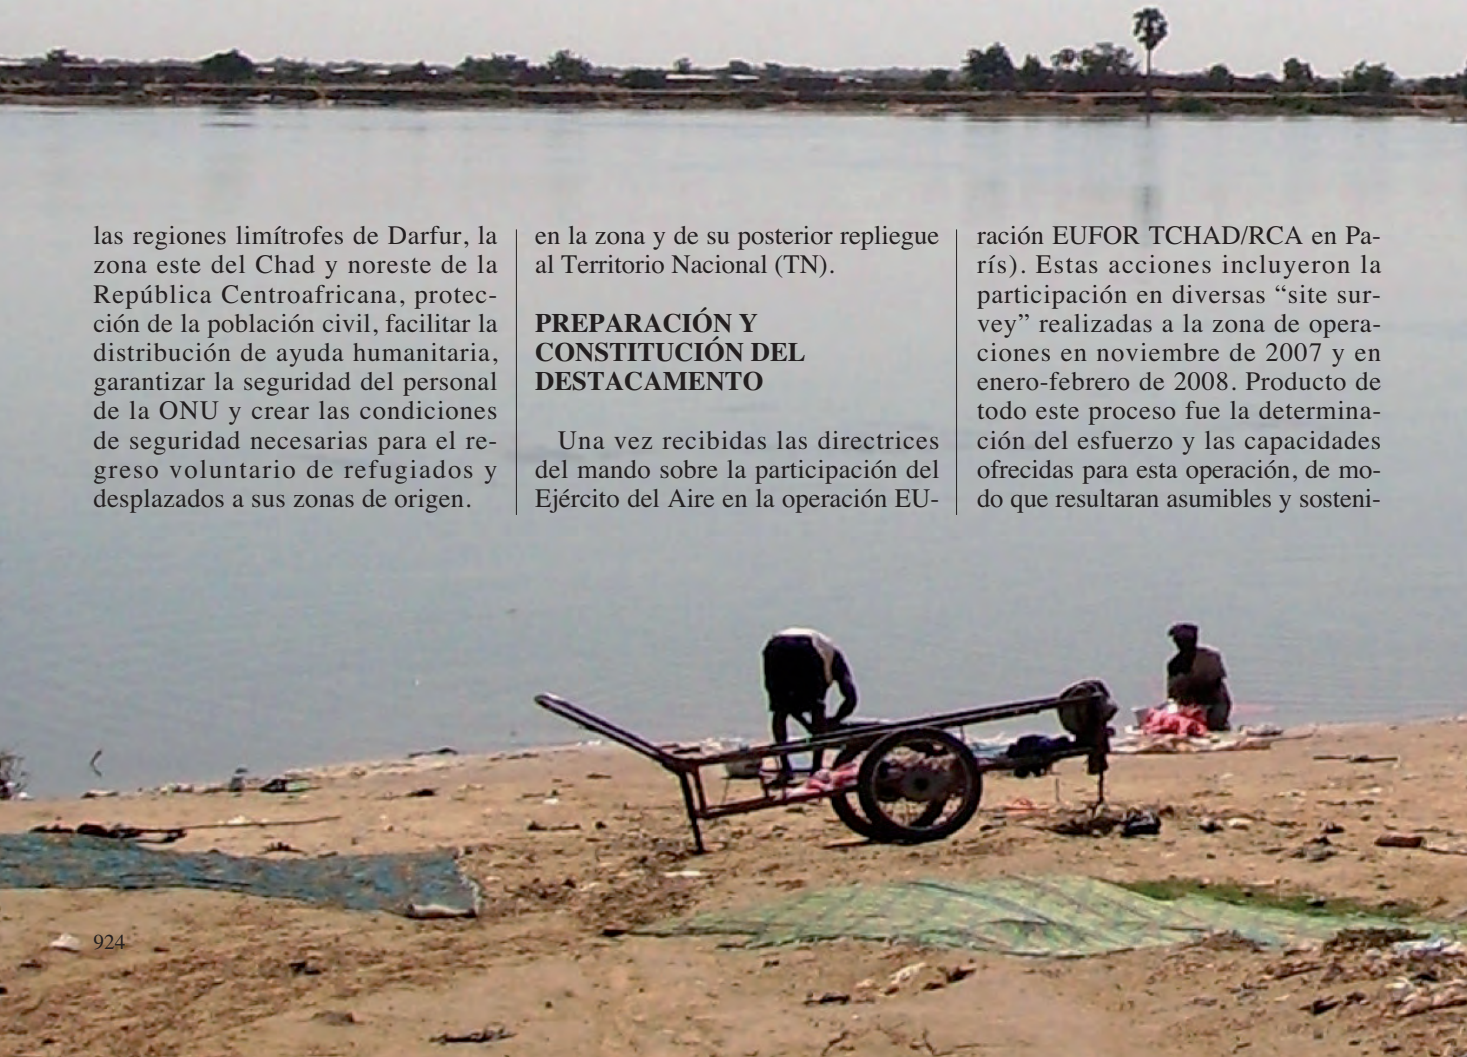 las regiones limítrofes de Darfur, la
zona este del Chad y noreste de la
República Centroafricana, protec-
ción de la población civil, facilitar la
distribución de ayuda humanitaria,
garantizar la seguridad del personal
de la ONU y crear las condiciones
de seguridad necesarias para el re-
greso voluntario de refugiados y
desplazados a sus zonas de origen.
en la zona y de su posterior repliegue
al Territorio Nacional (TN).
PREPARACIÓN Y
CONSTITUCIÓN DEL
DESTACAMENTO
Una vez recibidas las directrices
del mando sobre la participación del
Ejército del Aire en la operación EU-
ración EUFOR TCHAD/RCA en Pa-
rís). Estas acciones incluyeron la
participación en diversas “site sur-
vey” realizadas a la zona de opera-
ciones en noviembre de 2007 y en
enero-febrero de 2008. Producto de
todo este proceso fue la determina-
ción del esfuerzo y las capacidades
ofrecidas para esta operación, de mo-
do que resultaran asumibles y sosteni-
924